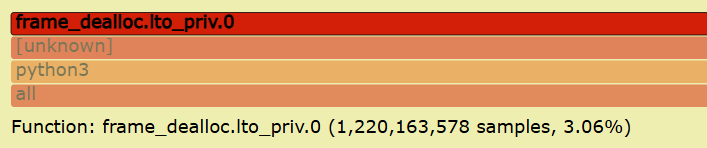 frame_dealloc.lto_priv.0
[unknown]
python3
all
Function: frame_dealloc.lto_priv.0 (1,220,163,578 samples, 3.06%)